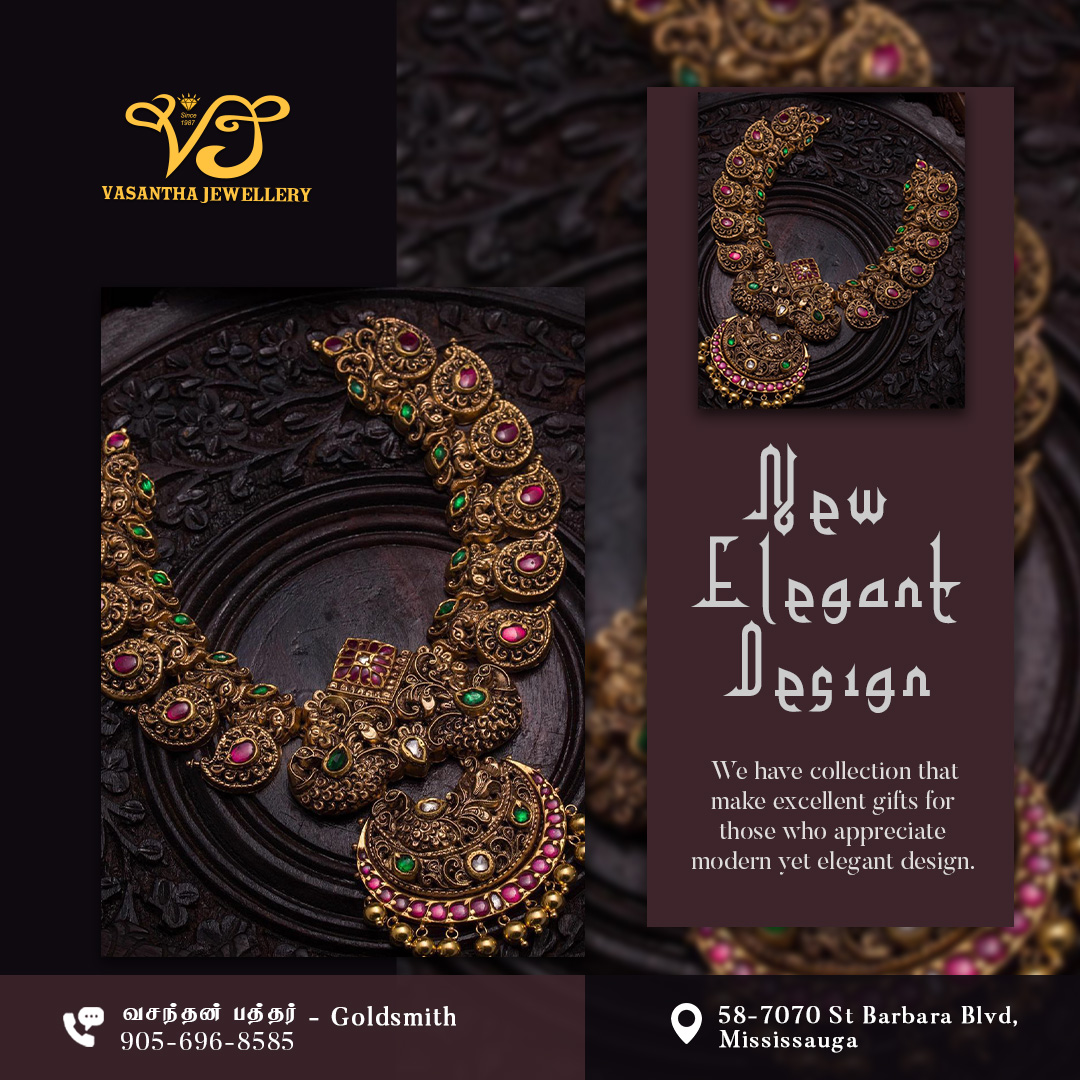 VJ
Since
1987
VASANTHA JEWELLERY
New
Elegant
Design
We have collection that
make excellent gifts for
those who appreciate
modern yet elegant design.
வசந்தன் பத்தர் - Goldsmith
905-696-8585
58-7070 St Barbara Blvd,
Mississauga